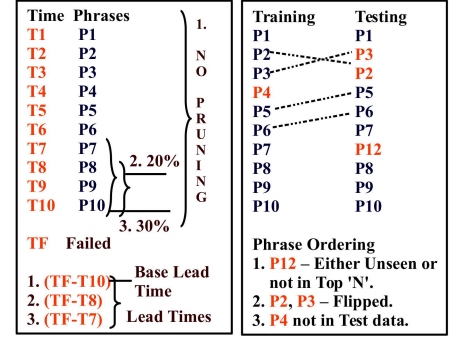 Time Phrases
T1 P1
T2 P2
T3 P3
T4 P4
T5 P5
T6 P6
T7 P7
T8 P8
T9 P9
T10 P10
TF Failed
1. NO PRUNING
2. 20%
3. 30%
1. (TF-T10)
2. (TF-T8)
3. (TF-T7)
Base Lead
Time
Lead Times
Training Testing
P1 P1
P2 P3
P3 P2
P4 P5
P5 P6
P6 P7
P7 P12
P8 P8
P9 P9
P10 P10
Phrase Ordering
1. P12 – Either Unseen or
not in Top 'N'.
2. P2, P3 – Flipped.
3. P4 not in Test data.